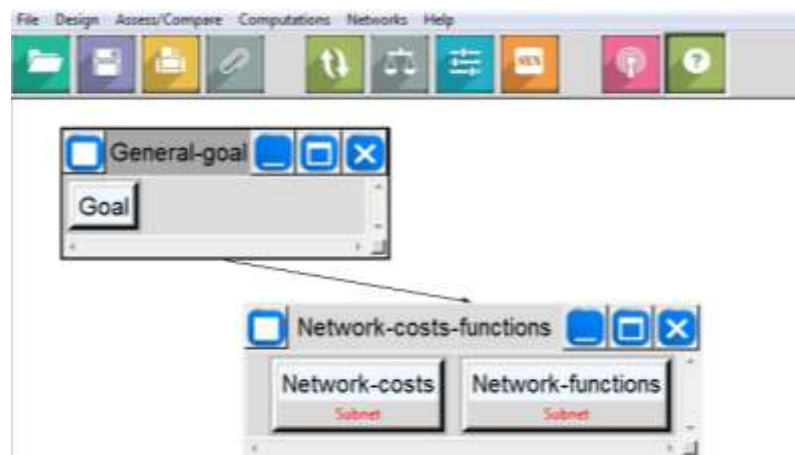 File Design Assess/Compare Computations Networks Help
General-goal
Goal
Network-costs-functions
Network-costs Network-functions
Subnet Subnet